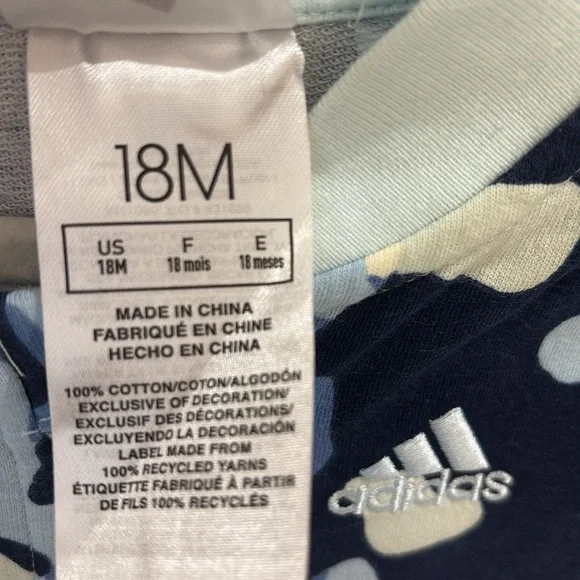 18M
US F E
18M 18 mois 18 meses
MADE IN CHINA
FABRIQUÉ EN CHINE
HECHO EN CHINA
100% COTTON/COTON/ALGODÓN
EXCLUSIVE OF DECORATION/
EXCLUSIF DES DÉCORATIONS/
EXCLUYENDO LA DECORACIÓN
LABEL MADE FROM
100% RECYCLED YARNS
ÉTIQUETTE FABRIQUÉ À PARTIR
DE FILS 100% RECYCLÉS
adidas